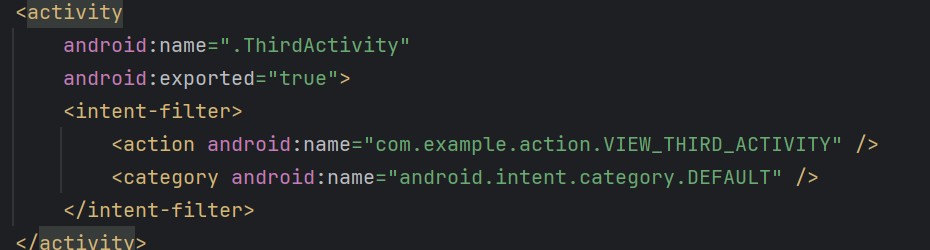 <activity
android:name=".ThirdActivity"
android:exported="true">
<intent-filter>
<action android:name="com.example.action.VIEW_THIRD_ACTIVITY" />
<category android:name="android.intent.category.DEFAULT" />
</intent-filter>
</activity>